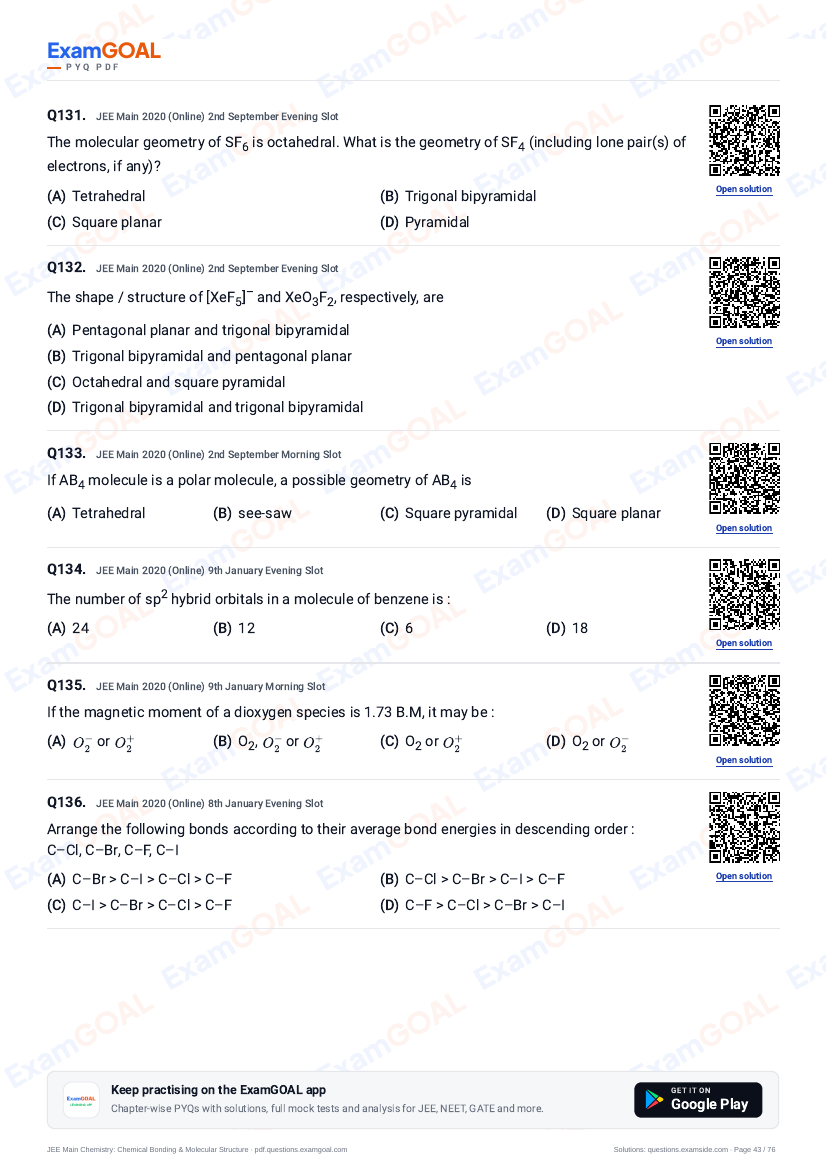 ExamGOAL
PYQ PDF
Q131. JEE Main 2020 (Online) 2nd September Evening Slot
The molecular geometry of SF6 is octahedral. What is the geometry of SF4 (including lone pair(s) of
electrons, if any)?
(A) Tetrahedral (B) Trigonal bipyramidal
(C) Square planar (D) Pyramidal
Open solution
Q132. JEE Main 2020 (Online) 2nd September Evening Slot
The shape / structure of [XeF5]− and XeO3F2, respectively, are
(A) Pentagonal planar and trigonal bipyramidal
(B) Trigonal bipyramidal and pentagonal planar
(C) Octahedral and square pyramidal
(D) Trigonal bipyramidal and trigonal bipyramidal
Open solution
Q133. JEE Main 2020 (Online) 2nd September Morning Slot
If AB4 molecule is a polar molecule, a possible geometry of AB4 is
(A) Tetrahedral (B) see-saw (C) Square pyramidal (D) Square planar
Open solution
Q134. JEE Main 2020 (Online) 9th January Evening Slot
The number of sp2 hybrid orbitals in a molecule of benzene is :
(A) 24 (B) 12 (C) 6 (D) 18
Open solution
Q135. JEE Main 2020 (Online) 9th January Morning Slot
If the magnetic moment of a dioxygen species is 1.73 B.M, it may be :
(A) O2− or O2+ (B) O2, O2− or O2+ (C) O2 or O2+ (D) O2 or O2−
Open solution
Q136. JEE Main 2020 (Online) 8th January Evening Slot
Arrange the following bonds according to their average bond energies in descending order :
C–Cl, C–Br, C–F, C–I
(A) C–Br > C–I > C–Cl > C–F (B) C–Cl > C–Br > C–I > C–F
(C) C–I > C–Br > C–Cl > C–F (D) C–F > C–Cl > C–Br > C–I
Open solution
ExamGOAL
Keep practising on the ExamGOAL app
Chapter-wise PYQs with solutions, full mock tests and analysis for JEE, NEET, GATE and more.
GET IT ON
Google Play
JEE Main Chemistry: Chemical Bonding & Molecular Structure · pdf.questions.examgoal.com
Solutions: questions.examside.com · Page 43 / 76